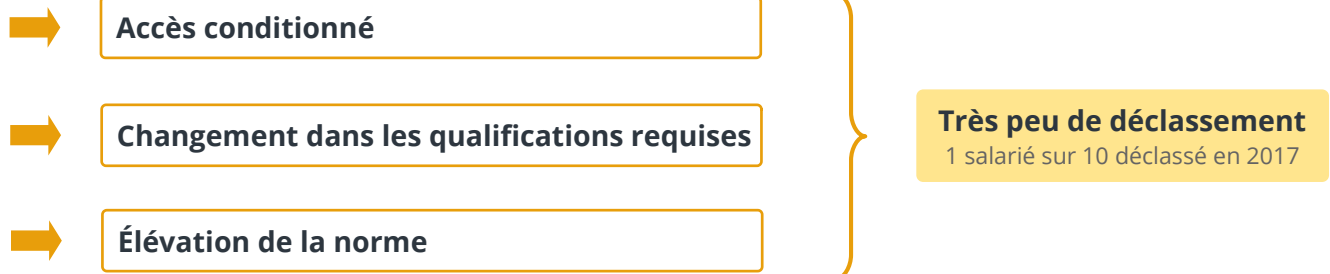 Accès conditionné
Changement dans les qualifications requises
Élévation de la norme
Très peu de déclassement
1 salarié sur 10 déclassé en 2017